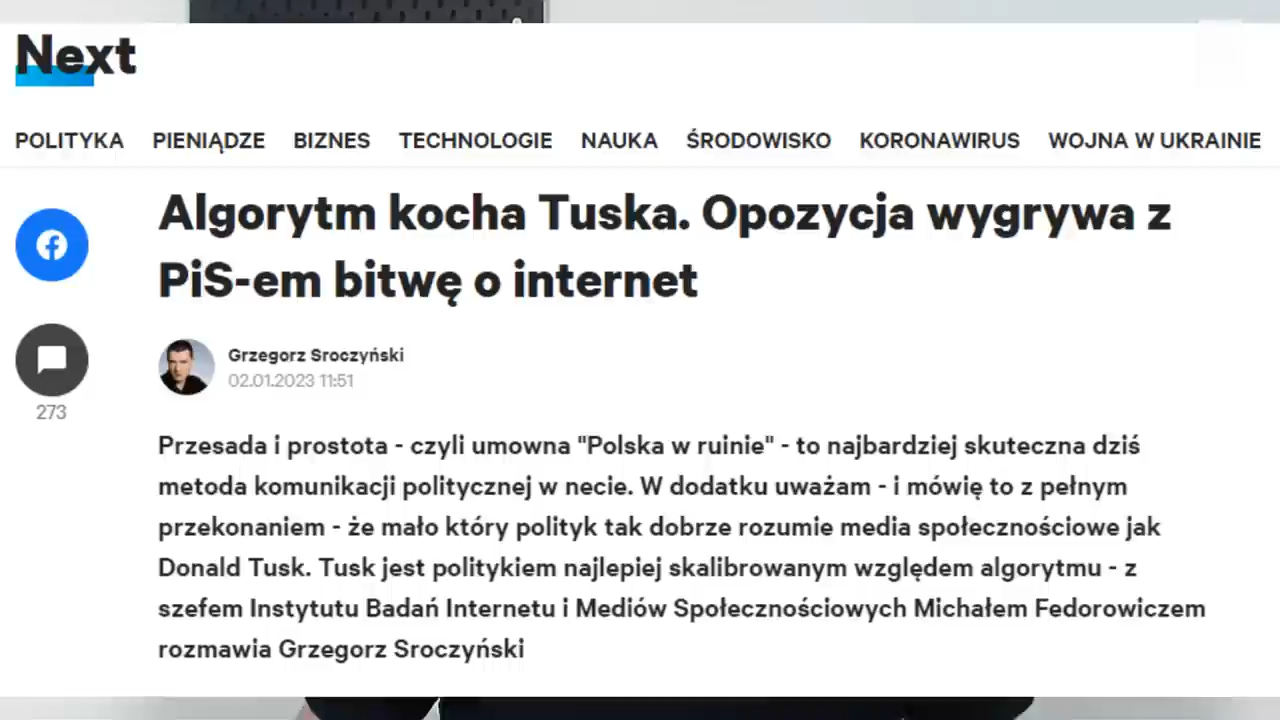 Next
POLITYKA PIENIĄDZE BIZNES TECHNOLOGIE NAUKA ŚRODOWISKO KORONAWIRUS WOJNA W UKRAINIE
Algorytm kocha Tuska. Opozycja wygrywa z
PiS-em bitwę o internet
Grzegorz Sroczyński
02.01.2023 11:51
273
Przesada i prostota - czyli umowna "Polska w ruinie" - to najbardziej skuteczna dziś
metoda komunikacji politycznej w necie. W dodatku uważam - i mówię to z pełnym
przekonaniem - że mało który polityk tak dobrze rozumie media społecznościowe jak
Donald Tusk. Tusk jest politykiem najlepiej skalibrowanym względem algorytmu - z
szefem Instytutu Badań Internetu i Mediów Społecznościowych Michałem Fedorowiczem
rozmawia Grzegorz Sroczyński